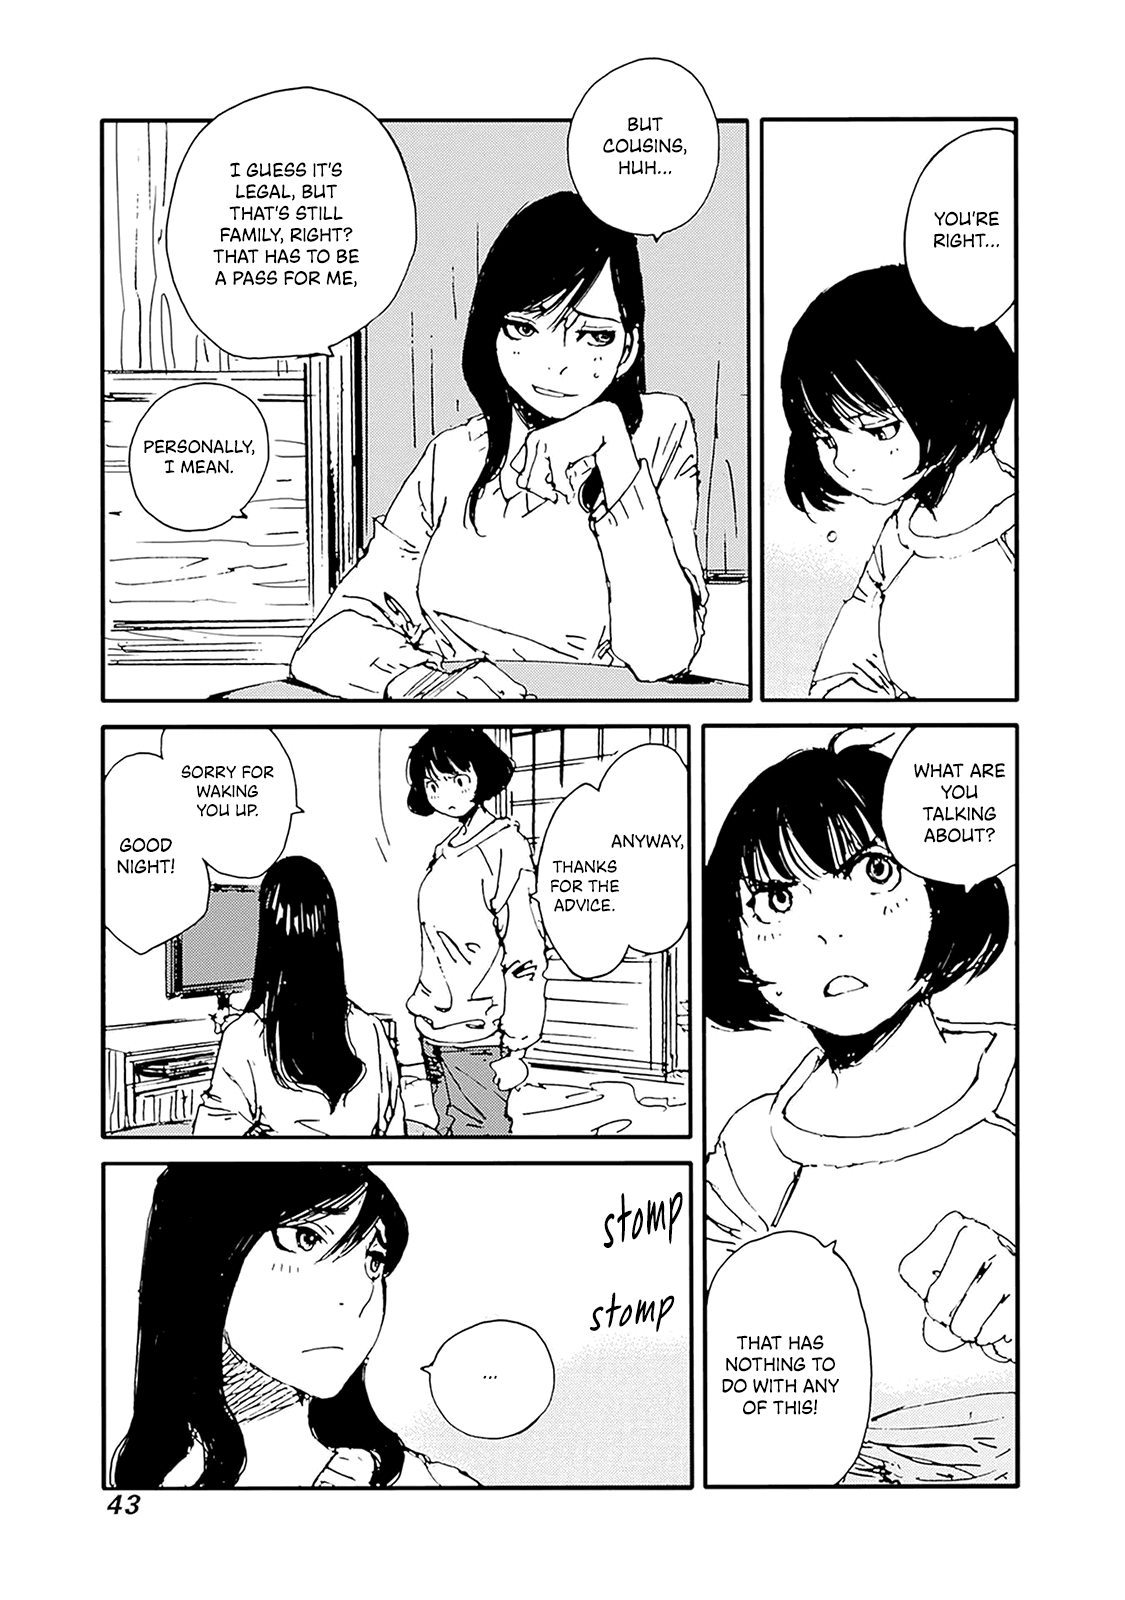 YOU'RE
RIGHT...
BUT
COUSINS,
HUH...
I GUESS IT'S
LEGAL, BUT
THAT'S STILL
FAMILY, RIGHT?
THAT HAS TO BE
A PASS FOR ME,
PERSONALLY,
I MEAN.
WHAT ARE
YOU
TALKING
ABOUT?
THAT HAS
NOTHING TO
DO WITH ANY
OF THIS!
ANYWAY,
THANKS
FOR THE
ADVICE.
SORRY FOR
WAKING
YOU UP.
GOOD
NIGHT!
stomp
stomp
...
43